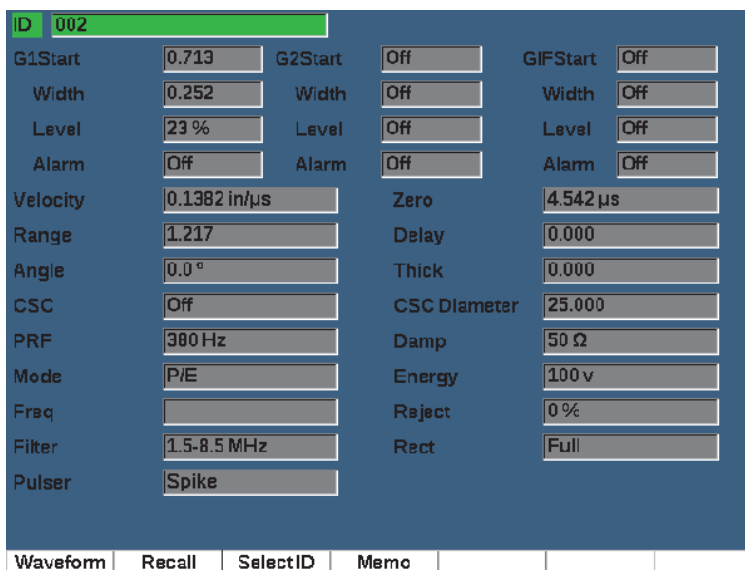 ID 002
G1Start 0.713 G2Start Off GIFStart Off
Width 0.252 Width Off Width Off
Level 23 % Level Off Level Off
Alarm Off Alarm Off Alarm Off
Velocity 0.1382 in/µs Zero 4.542 µs
Range 1.217 Delay 0.000
Angle 0.0 º Thick 0.000
CSC Off CSC Diameter 25.000
PRF 380 Hz Damp 50 Ω
Mode P/E Energy 100 v
Freq Reject 0 %
Filter 1.5-8.5 MHz Rect Full
Pulser Spike
Waveform Recall Select ID Memo